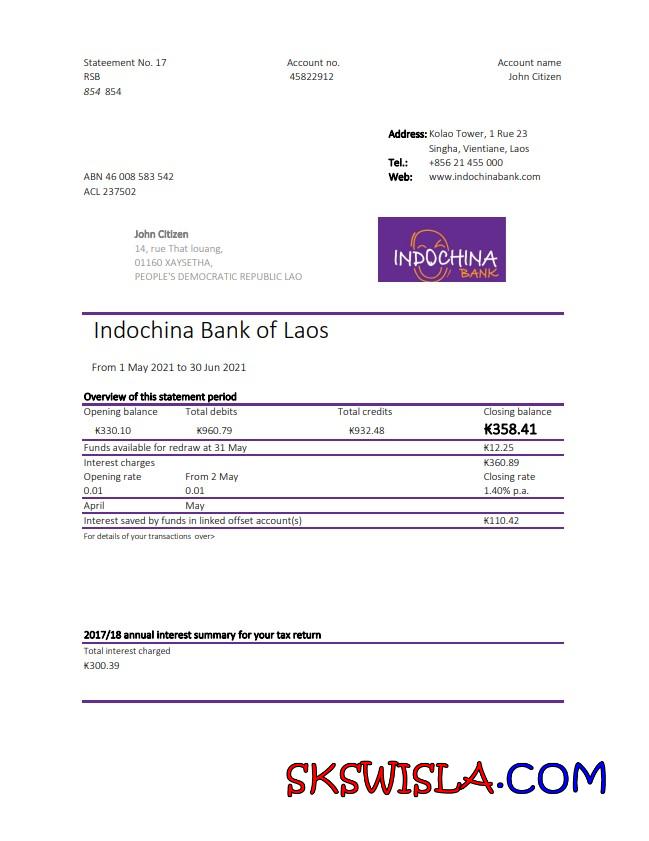 Stateement No. 17
Account no.
Account name
RSB
45822912
John Citizen
854 854
Address: Kolao Tower, 1 Rue 23
Singha, Vientiane, Laos
Tel.: +856 21 455 000
ABN 46 008 583 542
Web: www.indochinabank.com
ACL 237502
John Citizen
14, rue That louang,
01160 XAYSETHA,
PEOPLE'S DEMOCRATIC REPUBLIC LAO
INDOCHINA
BANK
Indochina Bank of Laos
From 1 May 2021 to 30 Jun 2021
Overview of this statement period
Opening balance Total debits Total credits Closing balance
₭330.10 ₭960.79 ₭932.48 ₭358.41
Funds available for redraw at 31 May ₭12.25
Interest charges ₭360.89
Opening rate From 2 May Closing rate
0.01 0.01 1.40% p.a.
April May
Interest saved by funds in linked offset account(s) ₭110.42
For details of your transactions over>
2017/18 annual interest summary for your tax return
Total interest charged
₭300.39
SKSWISLA.COM